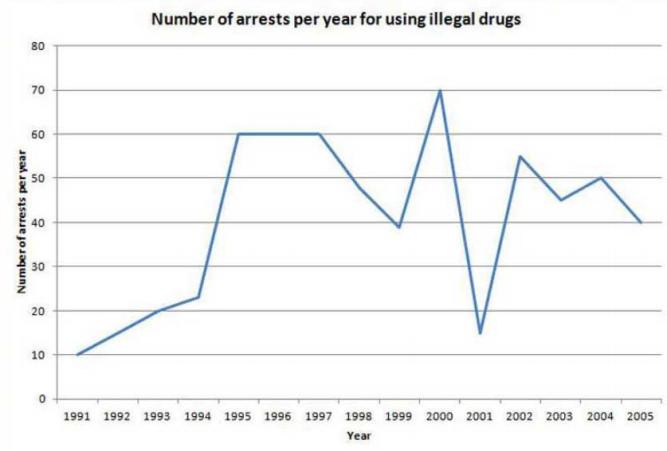 Number of arrests per year for using illegal drugs
80
70
60
50
40
30
20
10
0
Number of arrests per year
1991 1992 1993 1994 1995 1996 1997 1998 1999 2000 2001 2002 2003 2004 2005
Year